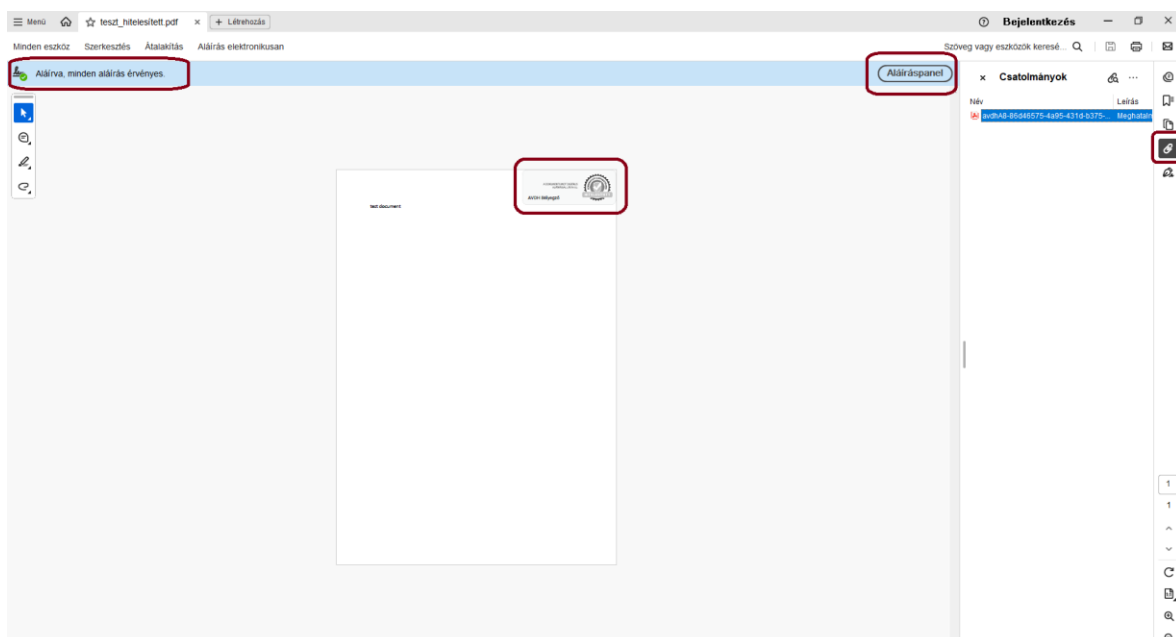 Menü teszt_hitelesített.pdf × + Létrehozás Bejelentkezés
Minden eszköz Szerkesztés Átalakítás Aláírás elektronikusan Szöveg vagy eszközök keresé...
Aláírva, minden aláírás érvényes. Aláíráspanel
× Csatolmányok ...
Név Leírás
avdhA8-86d46575-4a95-431d-b375-... Meghatalm
test document
AVDH Bélyegző
1
1